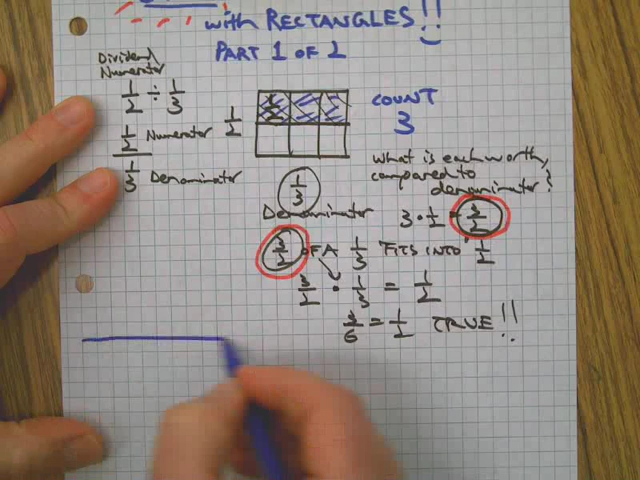 with RECTANGLES!!
PART 1 OF 2
Dividend
Numerator
1/2 ÷ 1/3
1/2 Numerator
1/3 Denominator
1/2
COUNT
3
What is each worth,
compared to
denominator?
1/3
Denominator
3 · 1/2 = 3/2
3/2 OF A 1/3 "FITS INTO" 1/2
3/2 · 1/3 = 1/2
3/6 = 1/2 TRUE!!